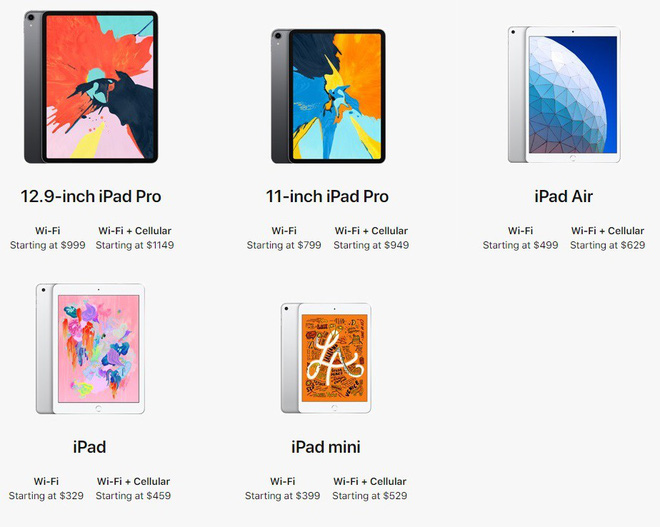 12.9-inch iPad Pro
Wi-Fi
Starting at $999
Wi-Fi + Cellular
Starting at $1149
11-inch iPad Pro
Wi-Fi
Starting at $799
Wi-Fi + Cellular
Starting at $949
iPad Air
Wi-Fi
Starting at $499
Wi-Fi + Cellular
Starting at $629
iPad
Wi-Fi
Starting at $329
Wi-Fi + Cellular
Starting at $459
iPad mini
Wi-Fi
Starting at $399
Wi-Fi + Cellular
Starting at $529